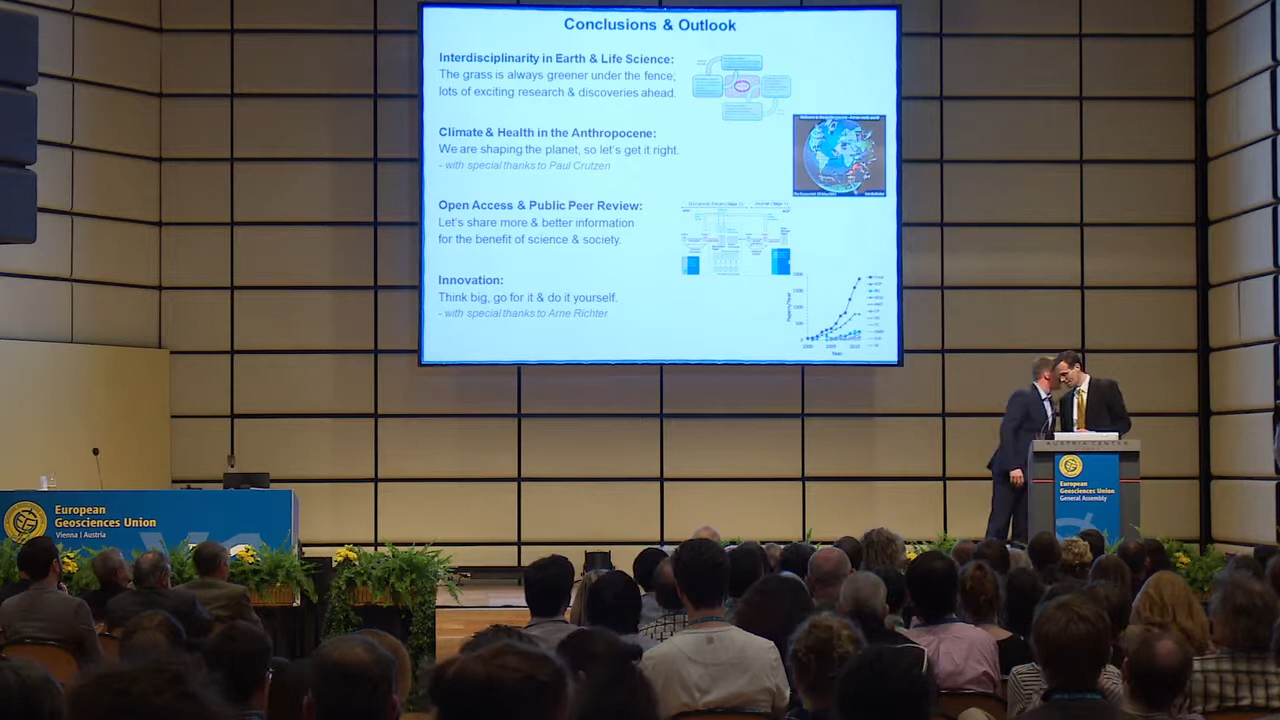 Conclusions & Outlook
Interdisciplinarity in Earth & Life Science:
The grass is always greener under the fence;
lots of exciting research & discoveries ahead.
Climate & Health in the Anthropocene:
We are shaping the planet, so let's get it right.
- with special thanks to Paul Crutzen
Open Access & Public Peer Review:
Let's share more & better information
for the benefit of science & society.
Innovation:
Think big, go for it & do it yourself.
- with special thanks to Arne Richter
Year
AUSTRIA CENTER
European
Geosciences Union
General Assembly
European
Geosciences Union
Vienna | Austria